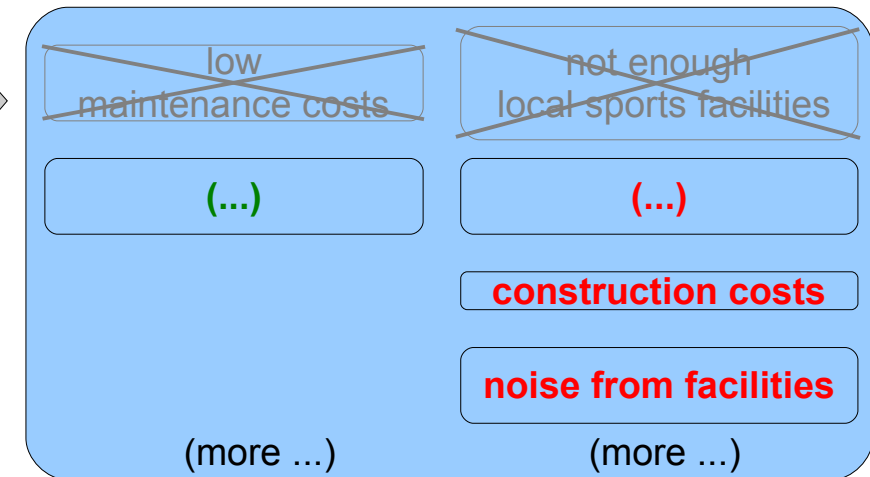 low
maintenance costs
not enough
local sports facilities
(...)
(...)
construction costs
noise from facilities
(more ...)
(more ...)